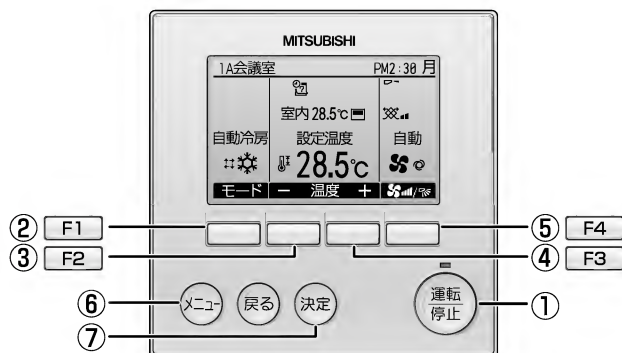 MITSUBISHI
1A会議室 PM2:30 月
室内 28.5℃
自動冷房 設定温度 自動
28.5℃
モード － 温度 ＋
② F1
⑤ F4
③ F2
④ F3
⑥ メニュー 戻る 決定 運転 ①
停止
⑦